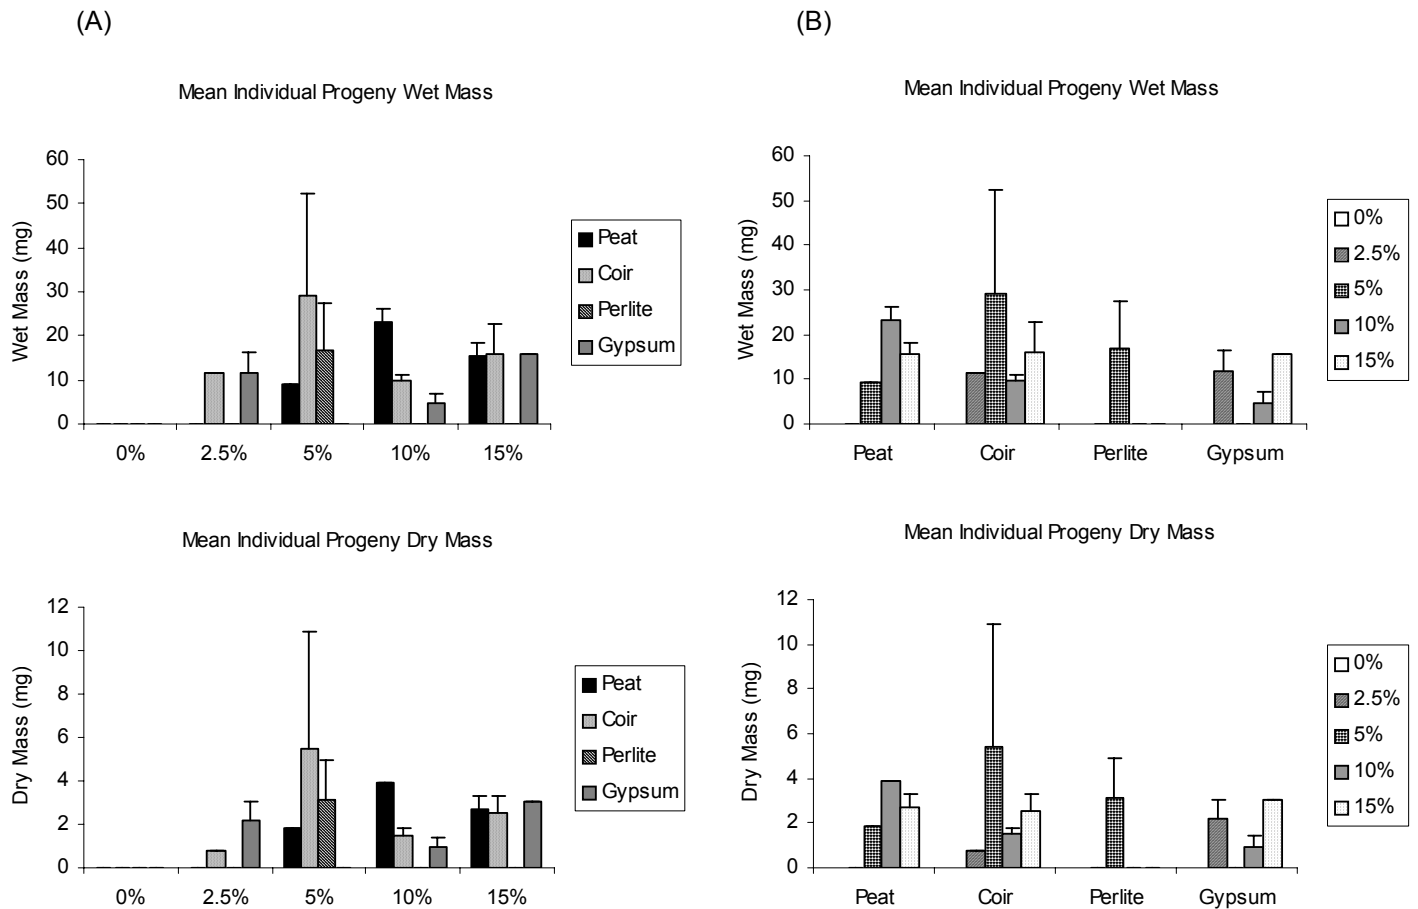 (A)
(B)
Mean Individual Progeny Wet Mass
Wet Mass (mg)
60
50
40
30
20
10
0
0% 2.5% 5% 10% 15%
Peat
Coir
Perlite
Gypsum
Mean Individual Progeny Wet Mass
Wet Mass (mg)
60
50
40
30
20
10
0
Peat Coir Perlite Gypsum
0%
2.5%
5%
10%
15%
Mean Individual Progeny Dry Mass
Dry Mass (mg)
12
10
8
6
4
2
0
0% 2.5% 5% 10% 15%
Peat
Coir
Perlite
Gypsum
Mean Individual Progeny Dry Mass
Dry Mass (mg)
12
10
8
6
4
2
0
Peat Coir Perlite Gypsum
0%
2.5%
5%
10%
15%